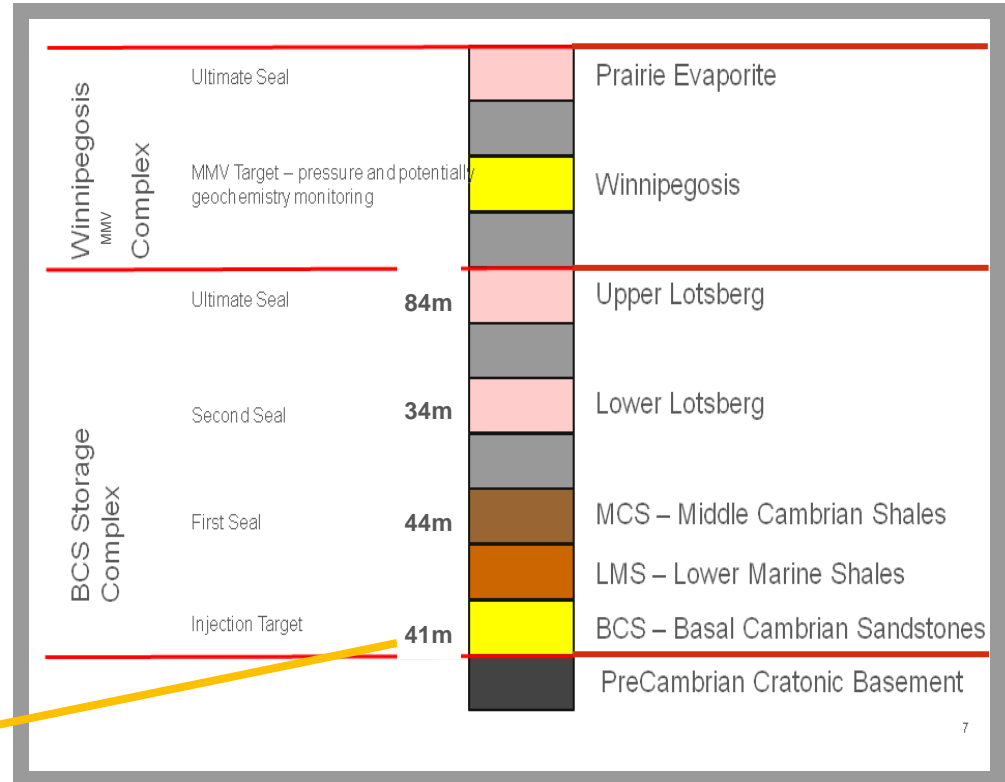 Winnipegosis
MMV
Complex
Ultimate Seal
Prairie Evaporite
MMV Target – pressure and potentially
geochemistry monitoring
Winnipegosis
BCS Storage
Complex
Ultimate Seal
84m
Upper Lotsberg
Second Seal
34m
Lower Lotsberg
First Seal
44m
MCS – Middle Cambrian Shales
LMS – Lower Marine Shales
Injection Target
41m
BCS – Basal Cambrian Sandstones
PreCambrian Cratonic Basement
7